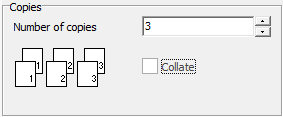 Copies
Number of copies 3
1 2 3
1 2 3 Collate